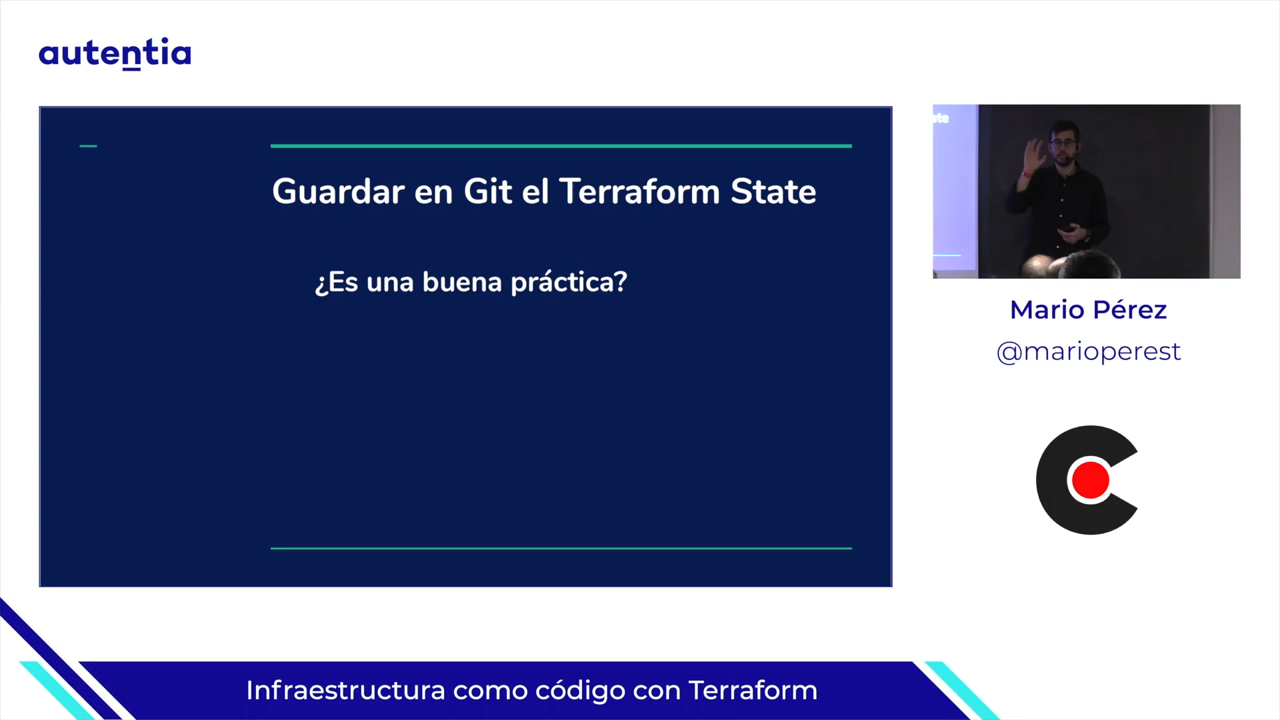 autentia
Guardar en Git el Terraform State
¿Es una buena práctica?
Mario Pérez
@marioperest
Infraestructura como código con Terraform